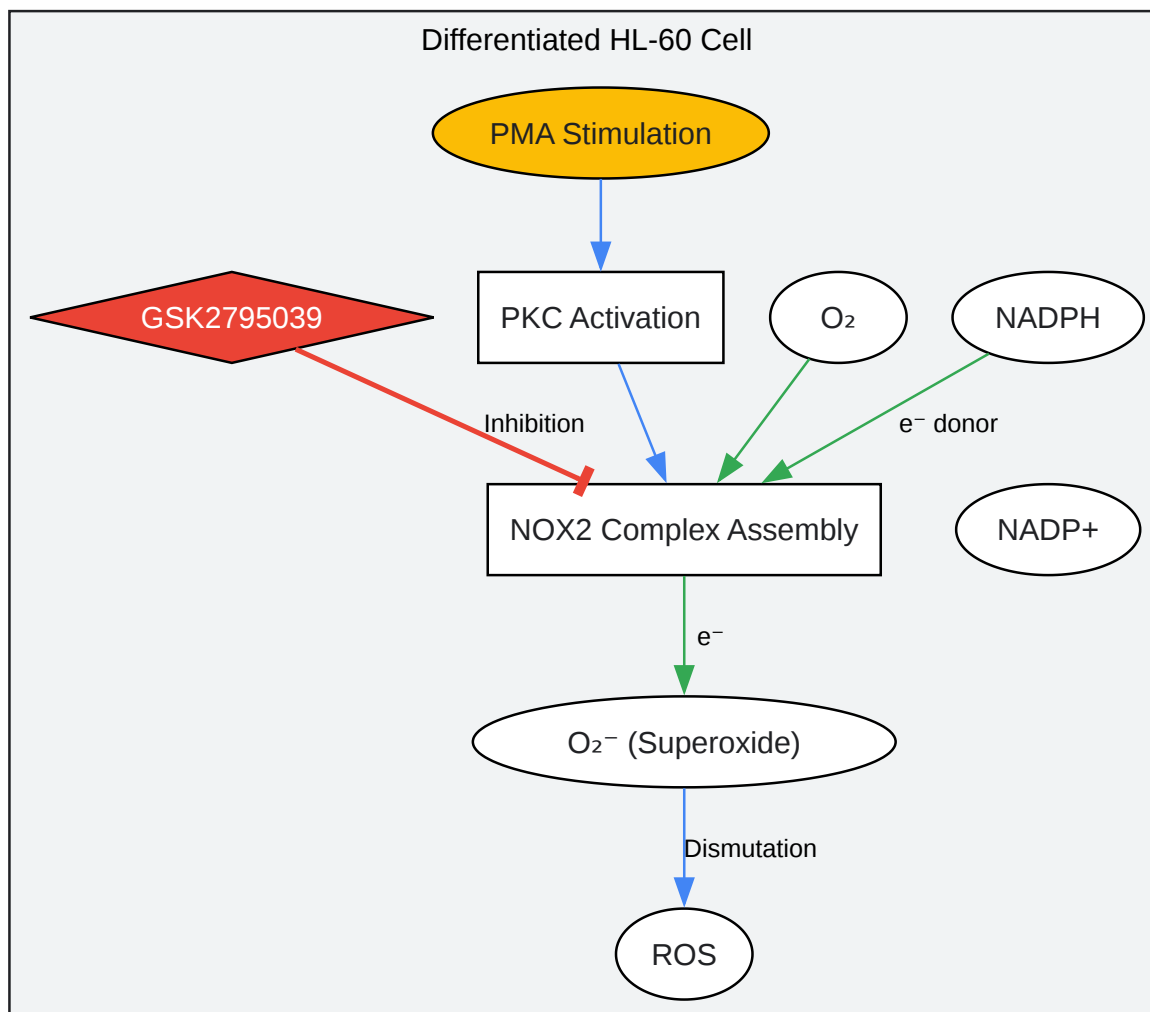 Differentiated HL-60 Cell
PMA Stimulation
GSK2795039
PKC Activation
O₂
NADPH
Inhibition
e⁻ donor
NOX2 Complex Assembly
NADP+
e⁻
O₂⁻ (Superoxide)
Dismutation
ROS